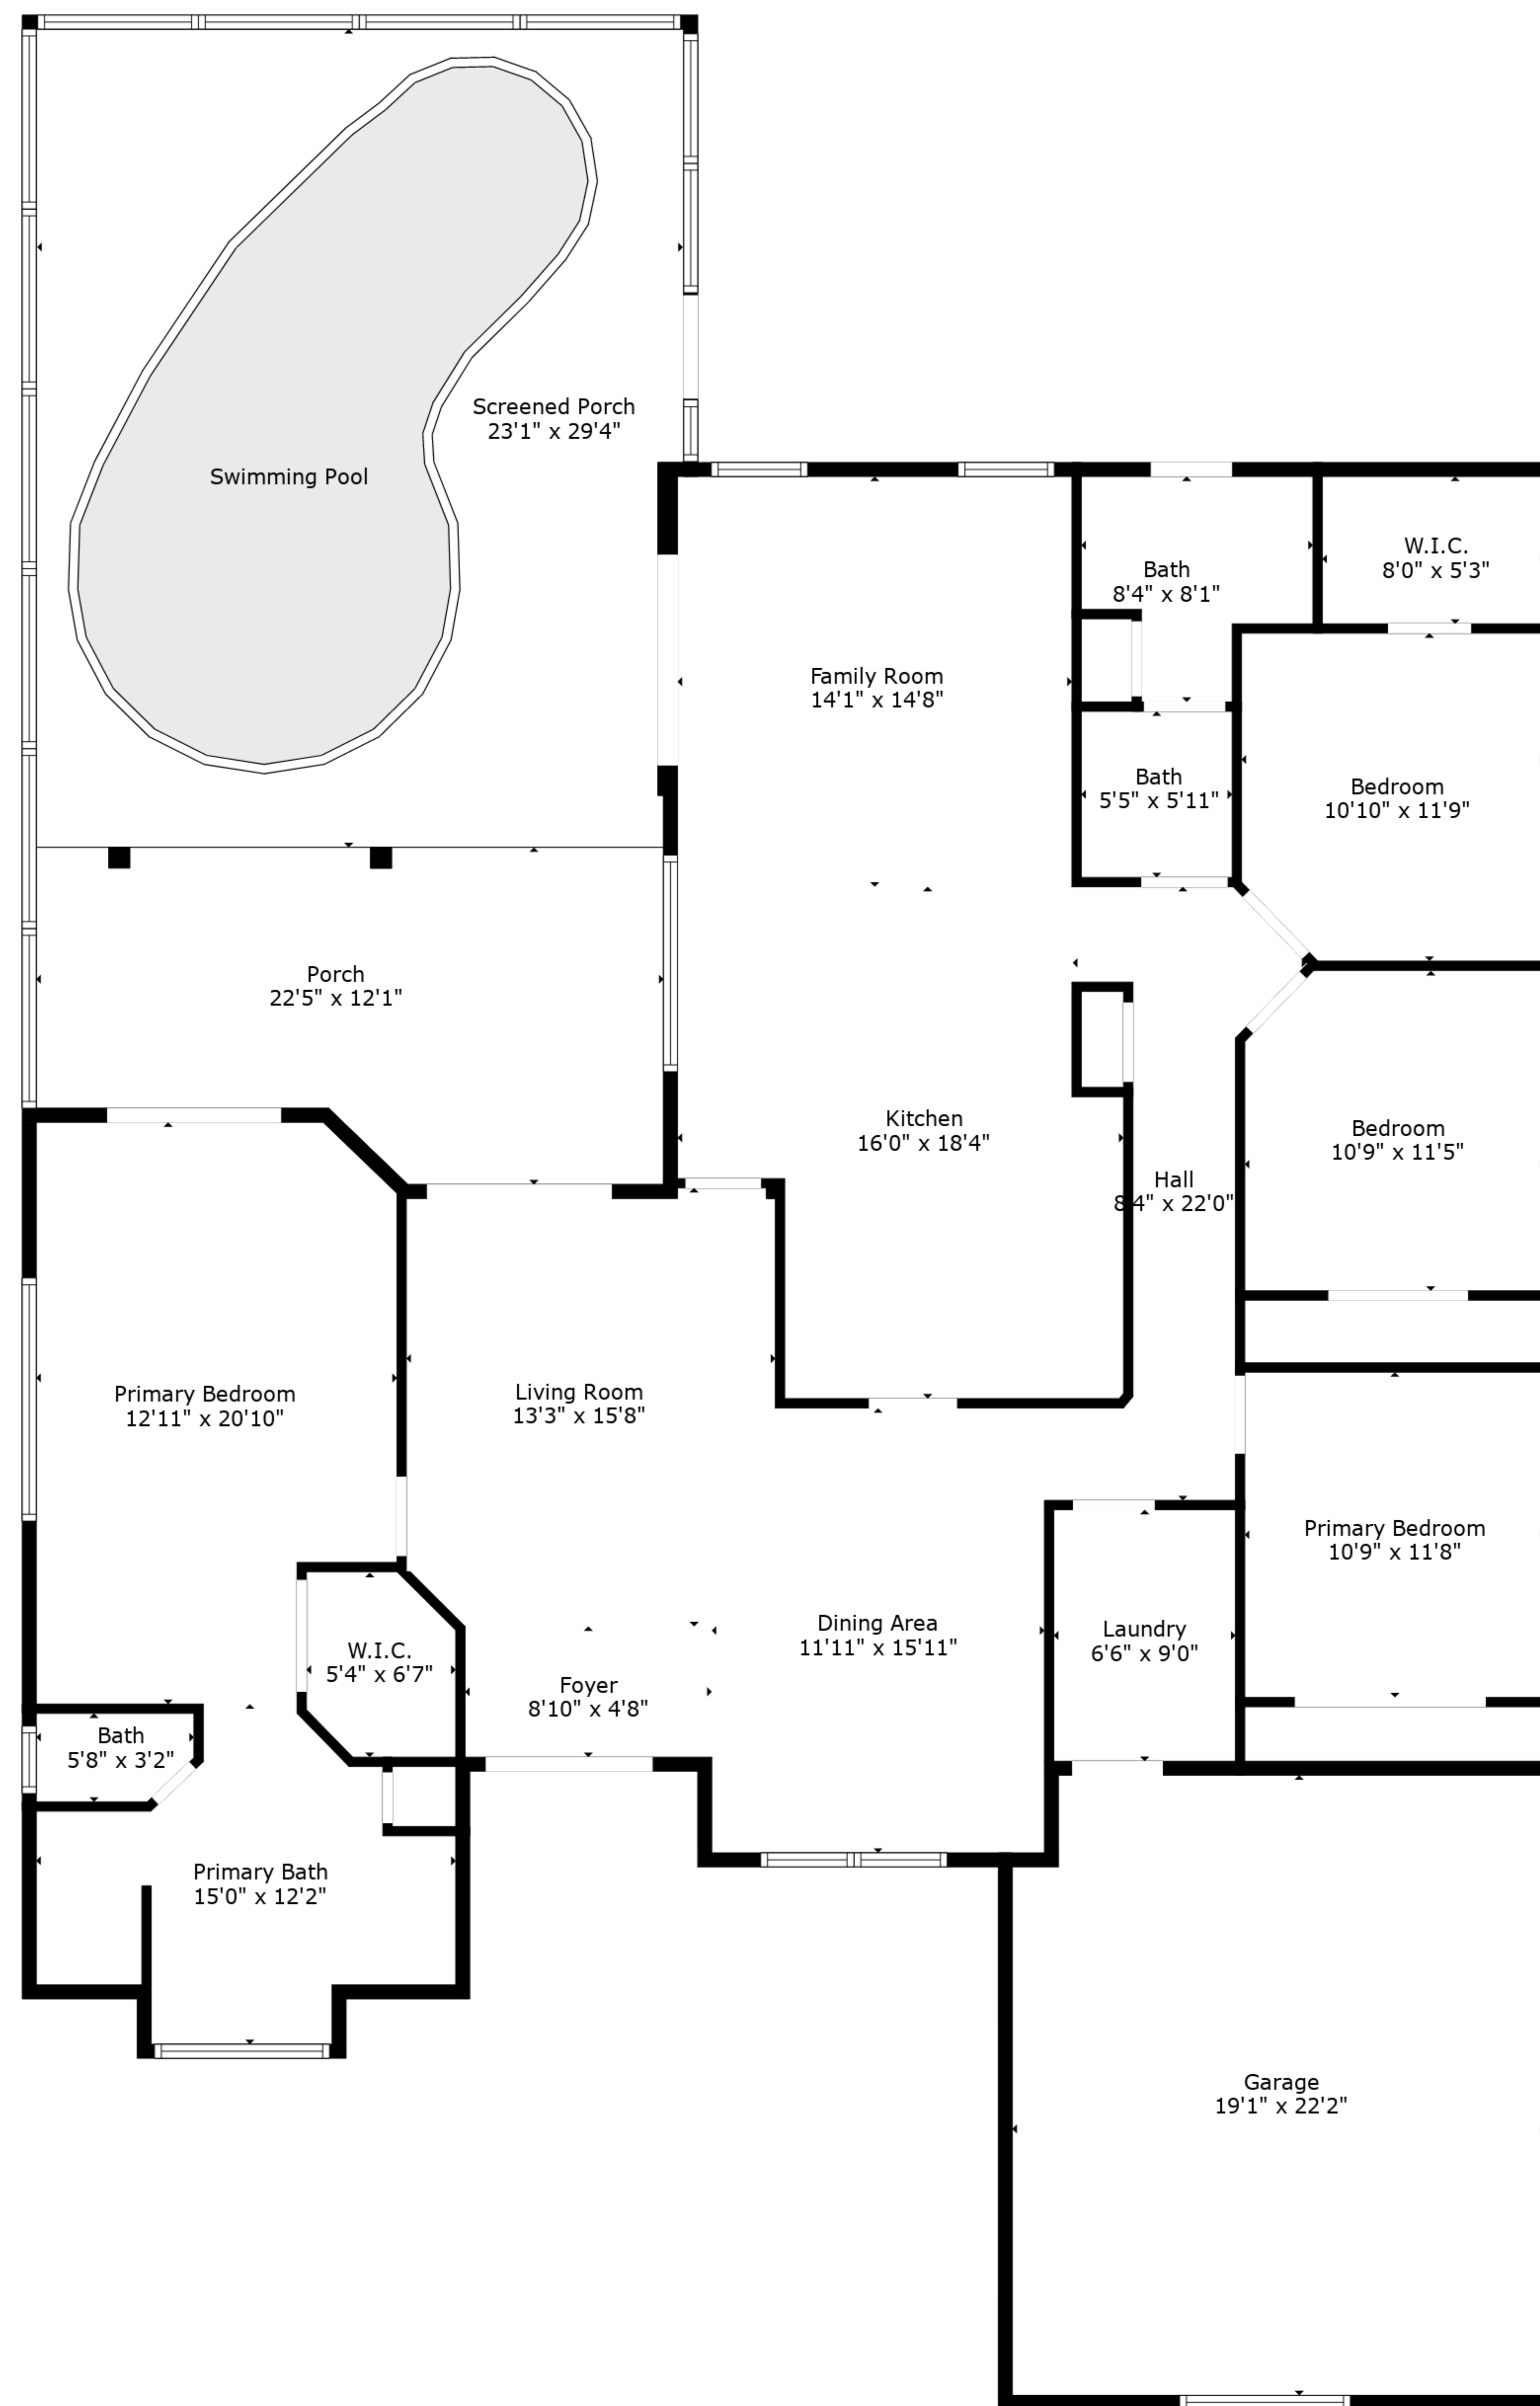 Screened Porch
23'1" x 29'4"
Swimming Pool
W.I.C.
8'0" x 5'3"
Bath
8'4" x 8'1"
Family Room
14'1" x 14'8"
Bath
5'5" x 5'11"
Bedroom
10'10" x 11'9"
Porch
22'5" x 12'1"
Kitchen
16'0" x 18'4"
Bedroom
10'9" x 11'5"
Hall
8'4" x 22'0"
Primary Bedroom
12'11" x 20'10"
Living Room
13'3" x 15'8"
Primary Bedroom
10'9" x 11'8"
Dining Area
11'11" x 15'11"
Laundry
6'6" x 9'0"
W.I.C.
5'4" x 6'7"
Foyer
8'10" x 4'8"
Bath
5'8" x 3'2"
Primary Bath
15'0" x 12'2"
Garage
19'1" x 22'2"